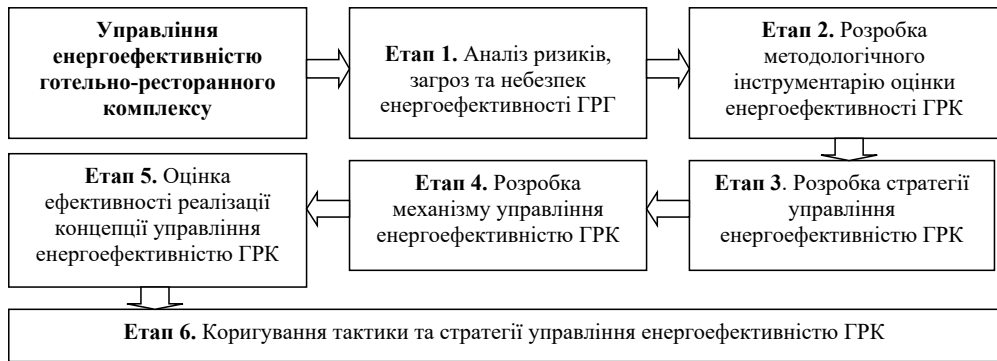 Управління
енергоефективністю
готельно-ресторанного
комплексу
Етап 1. Аналіз ризиків,
загроз та небезпек
енергоефективності ГРГ
Етап 2. Розробка
методологічного
інструментарію оцінки
енергоефективності ГРК
Етап 3. Розробка стратегії
управління
енергоефективністю ГРК
Етап 4. Розробка
механізму управління
енергоефективністю ГРК
Етап 5. Оцінка
ефективності реалізації
концепції управління
енергоефективністю ГРК
Етап 6. Коригування тактики та стратегії управління енергоефективністю ГРК